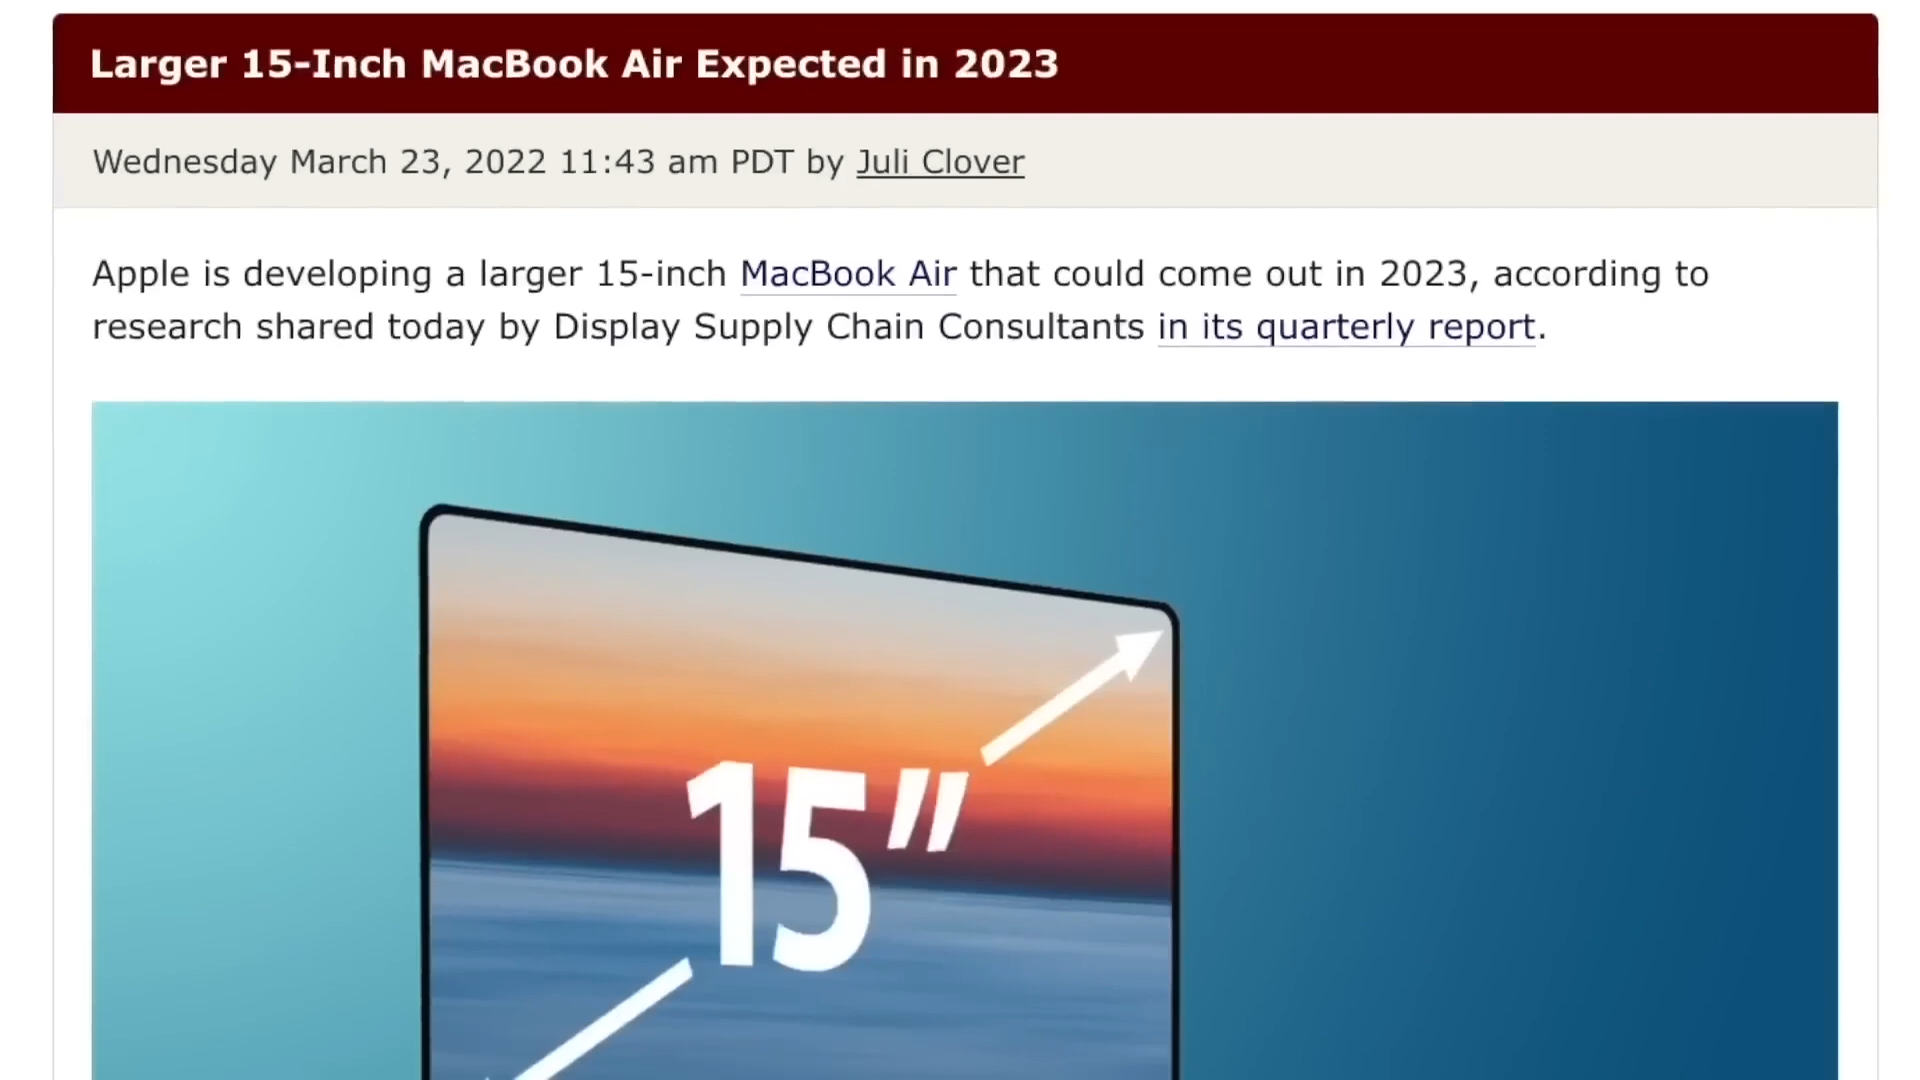 Larger 15-Inch MacBook Air Expected in 2023
Wednesday March 23, 2022 11:43 am PDT by Juli Clover
Apple is developing a larger 15-inch MacBook Air that could come out in 2023, according to
research shared today by Display Supply Chain Consultants in its quarterly report.
15"